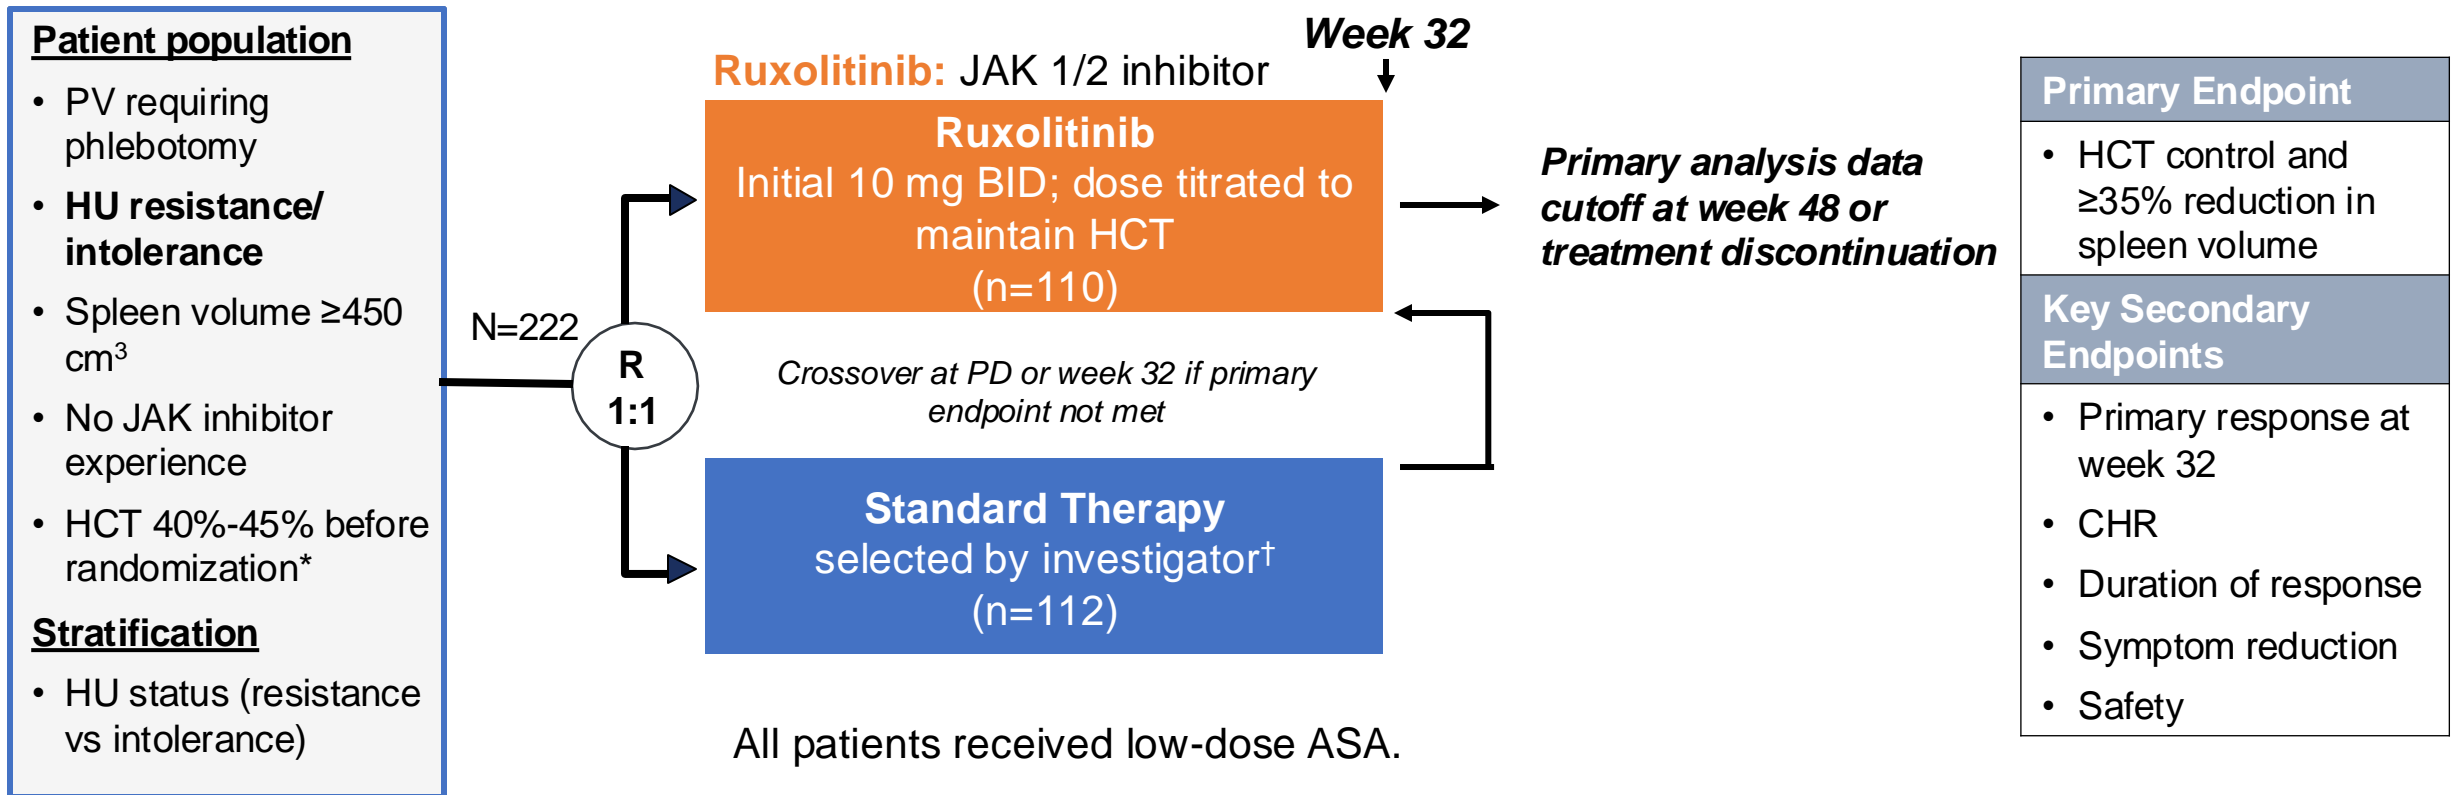 Patient population
• PV requiring
phlebotomy
• HU resistance/
intolerance
• Spleen volume ≥450
cm³
• No JAK inhibitor
experience
• HCT 40%-45% before
randomization*
Stratification
• HU status (resistance
vs intolerance)
N=222
R
1:1
Week 32
Ruxolitinib: JAK 1/2 inhibitor
Ruxolitinib
Initial 10 mg BID; dose titrated to
maintain HCT
(n=110)
Crossover at PD or week 32 if primary
endpoint not met
Standard Therapy
selected by investigator†
(n=112)
All patients received low-dose ASA.
Primary analysis data
cutoff at week 48 or
treatment discontinuation
Primary Endpoint
• HCT control and
≥35% reduction in
spleen volume
Key Secondary
Endpoints
• Primary response at
week 32
• CHR
• Duration of response
• Symptom reduction
• Safety